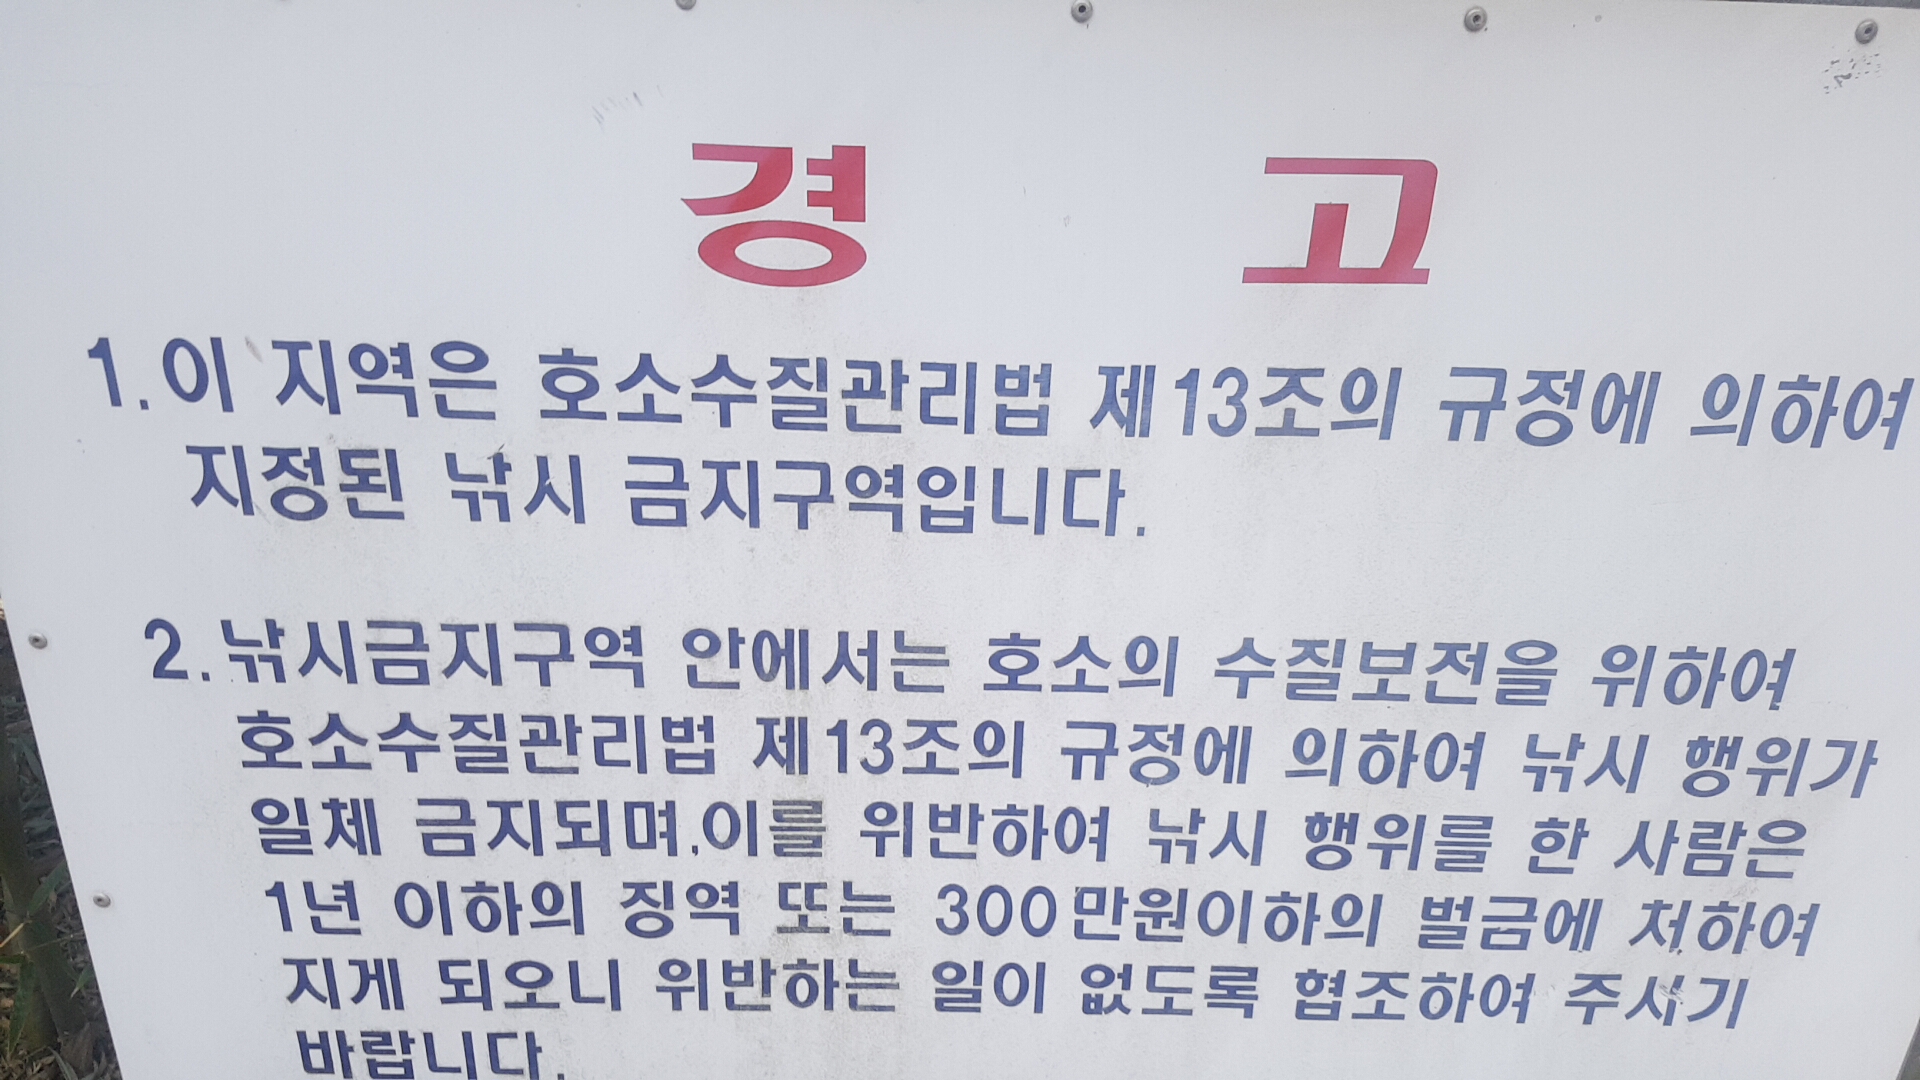 경 고
1. 이 지역은 호소수질관리법 제13조의 규정에 의하여
지정된 낚시 금지구역입니다.
2. 낚시금지구역 안에서는 호소의 수질보전을 위하여
호소수질관리법 제13조의 규정에 의하여 낚시 행위가
일체 금지되며, 이를 위반하여 낚시 행위를 한 사람은
1년 이하의 징역 또는 300만원이하의 벌금에 처하여
지게 되오니 위반하는 일이 없도록 협조하여 주시기
바랍니다.